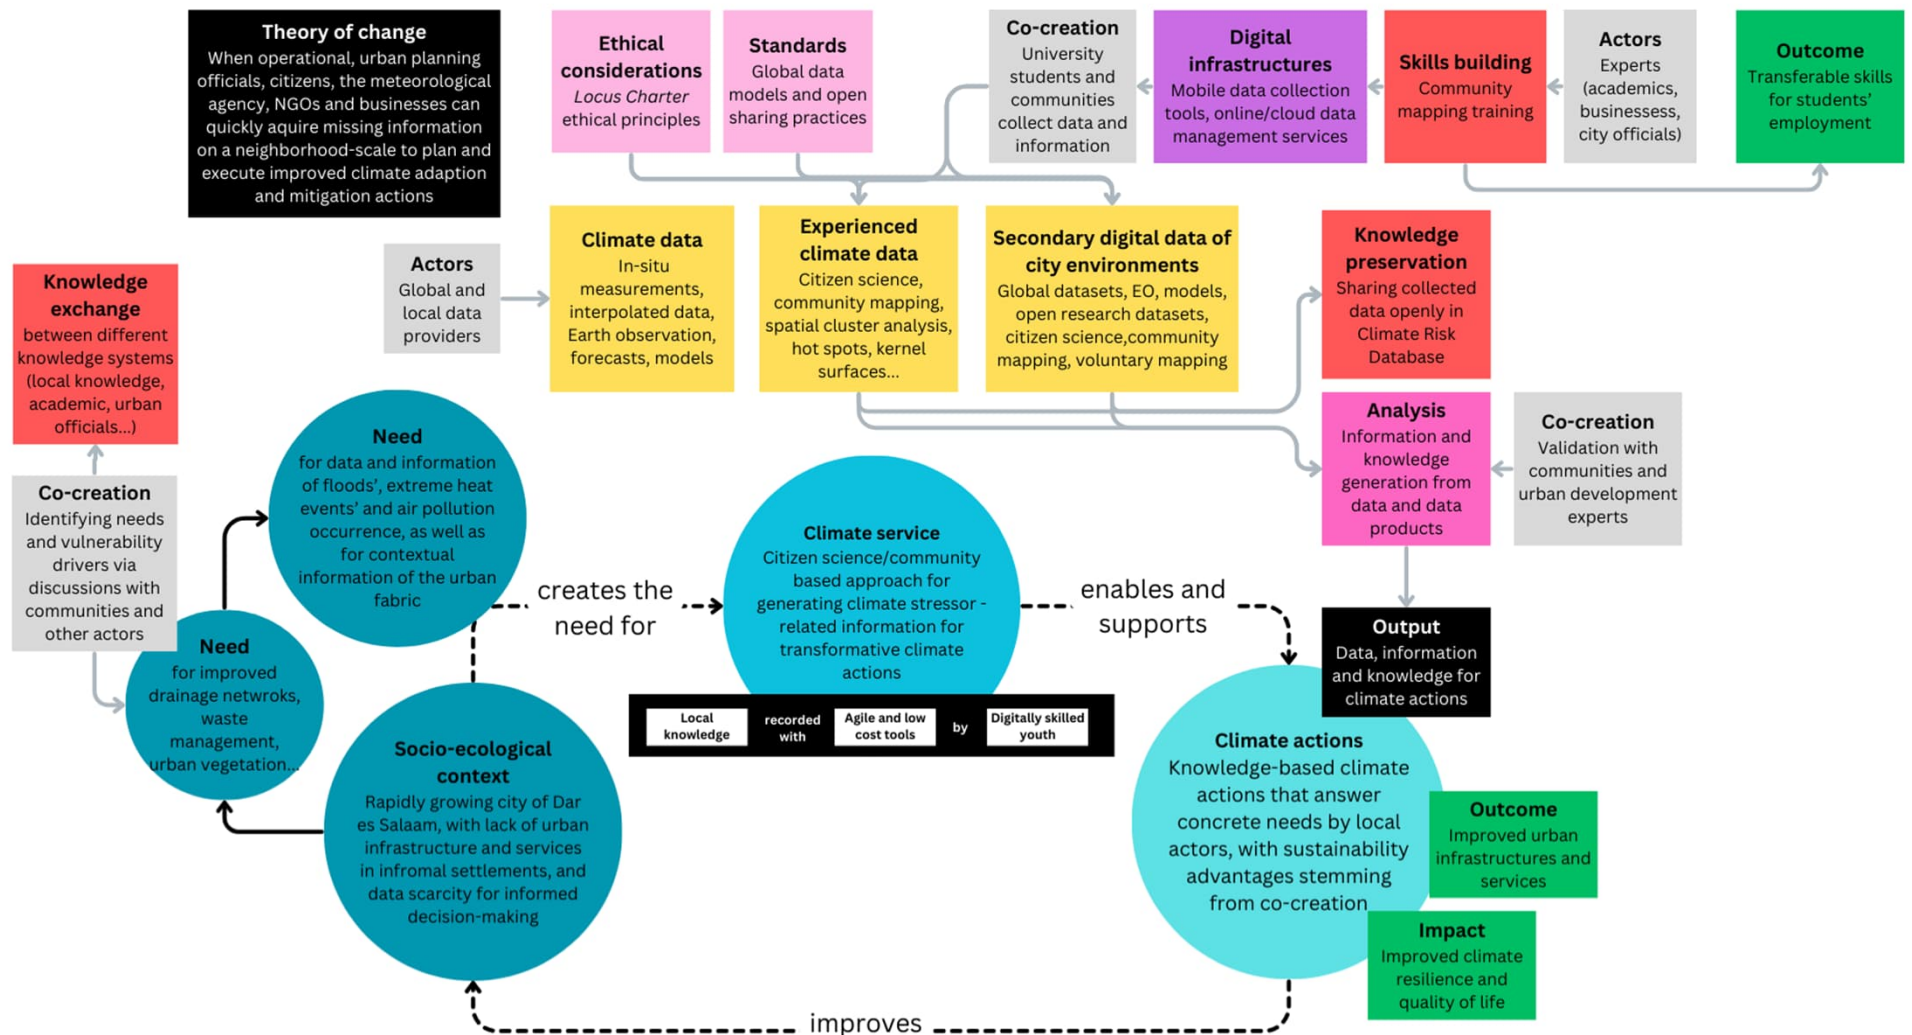 Theory of change
When operational, urban planning
officials, citizens, the meteorological
agency, NGOs and businesses can
quickly aquire missing information
on a neighborhood-scale to plan and
execute improved climate adaption
and mitigation actions
Ethical
considerations
Locus Charter
ethical principles
Standards
Global data
models and open
sharing practices
Co-creation
University
students and
communities
collect data and
information
Digital
infrastructures
Mobile data collection
tools, online/cloud data
management services
Skills building
Community
mapping training
Actors
Experts
(academics,
businessess,
city officials)
Outcome
Transferable skills
for students’
employment
Knowledge
exchange
between different
knowledge systems
(local knowledge,
academic, urban
officials...)
Actors
Global and
local data
providers
Climate data
In-situ
measurements,
interpolated data,
Earth observation,
forecasts, models
Experienced
climate data
Citizen science,
community mapping,
spatial cluster analysis,
hot spots, kernel
surfaces...
Secondary digital data of
city environments
Global datasets, EO, models,
open research datasets,
citizen science,community
mapping, voluntary mapping
Knowledge
preservation
Sharing collected
data openly in
Climate Risk
Database
Analysis
Information and
knowledge
generation from
data and data
products
Co-creation
Validation with
communities and
urban development
experts
Co-creation
Identifying needs
and vulnerability
drivers via
discussions with
communities and
other actors
Need
for data and information
of floods’, extreme heat
events’ and air pollution
occurrence, as well as
for contextual
information of the urban
fabric
Need
for improved
drainage netwroks,
waste
management,
urban vegetation...
creates the
need for
Climate service
Citizen science/community
based approach for
generating climate stressor -
related information for
transformative climate
actions
enables and
supports
Output
Data, information
and knowledge for
climate actions
Local
knowledge
recorded
with
Agile and low
cost tools
by
Digitally skilled
youth
Socio-ecological
context
Rapidly growing city of Dar
es Salaam, with lack of urban
infrastructure and services
in infromal settlements, and
data scarcity for informed
decision-making
Climate actions
Knowledge-based climate
actions that answer
concrete needs by local
actors, with sustainability
advantages stemming
from co-creation
Outcome
Improved urban
infrastructures and
services
Impact
Improved climate
resilience and
quality of life
improves